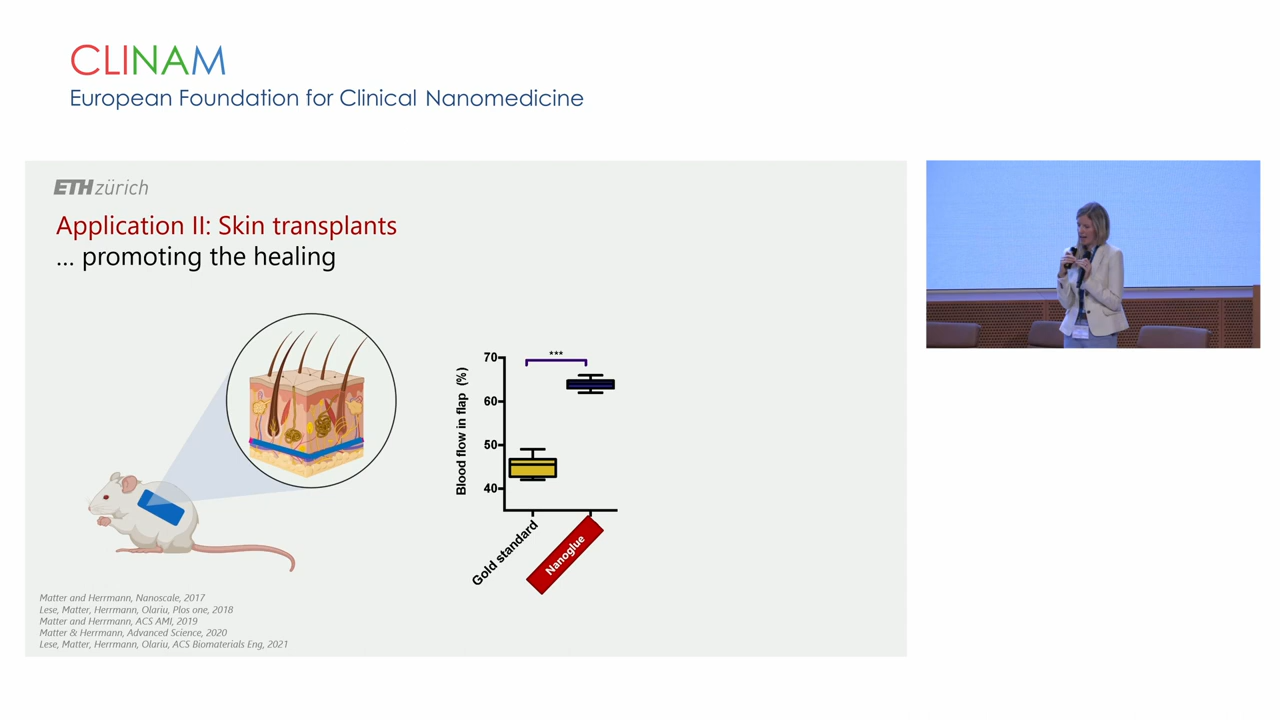 CLINAM
European Foundation for Clinical Nanomedicine
ETH zürich
Application II: Skin transplants
... promoting the healing
***
70
60
50
40
Blood flow in flap (%)
Gold standard
Nanoglue
Matter and Herrmann, Nanoscale, 2017
Lese, Matter, Herrmann, Olariu, Plos one, 2018
Matter and Herrmann, ACS AMI, 2019
Matter & Herrmann, Advanced Science, 2020
Lese, Matter, Herrmann, Olariu, ACS Biomaterials Eng, 2021